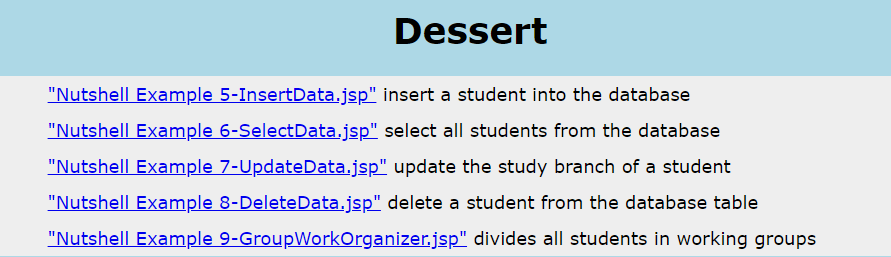 Dessert
"Nutshell Example 5-InsertData.jsp" insert a student into the database
"Nutshell Example 6-SelectData.jsp" select all students from the database
"Nutshell Example 7-UpdateData.jsp" update the study branch of a student
"Nutshell Example 8-DeleteData.jsp" delete a student from the database table
"Nutshell Example 9-GroupWorkOrganizer.jsp" divides all students in working groups